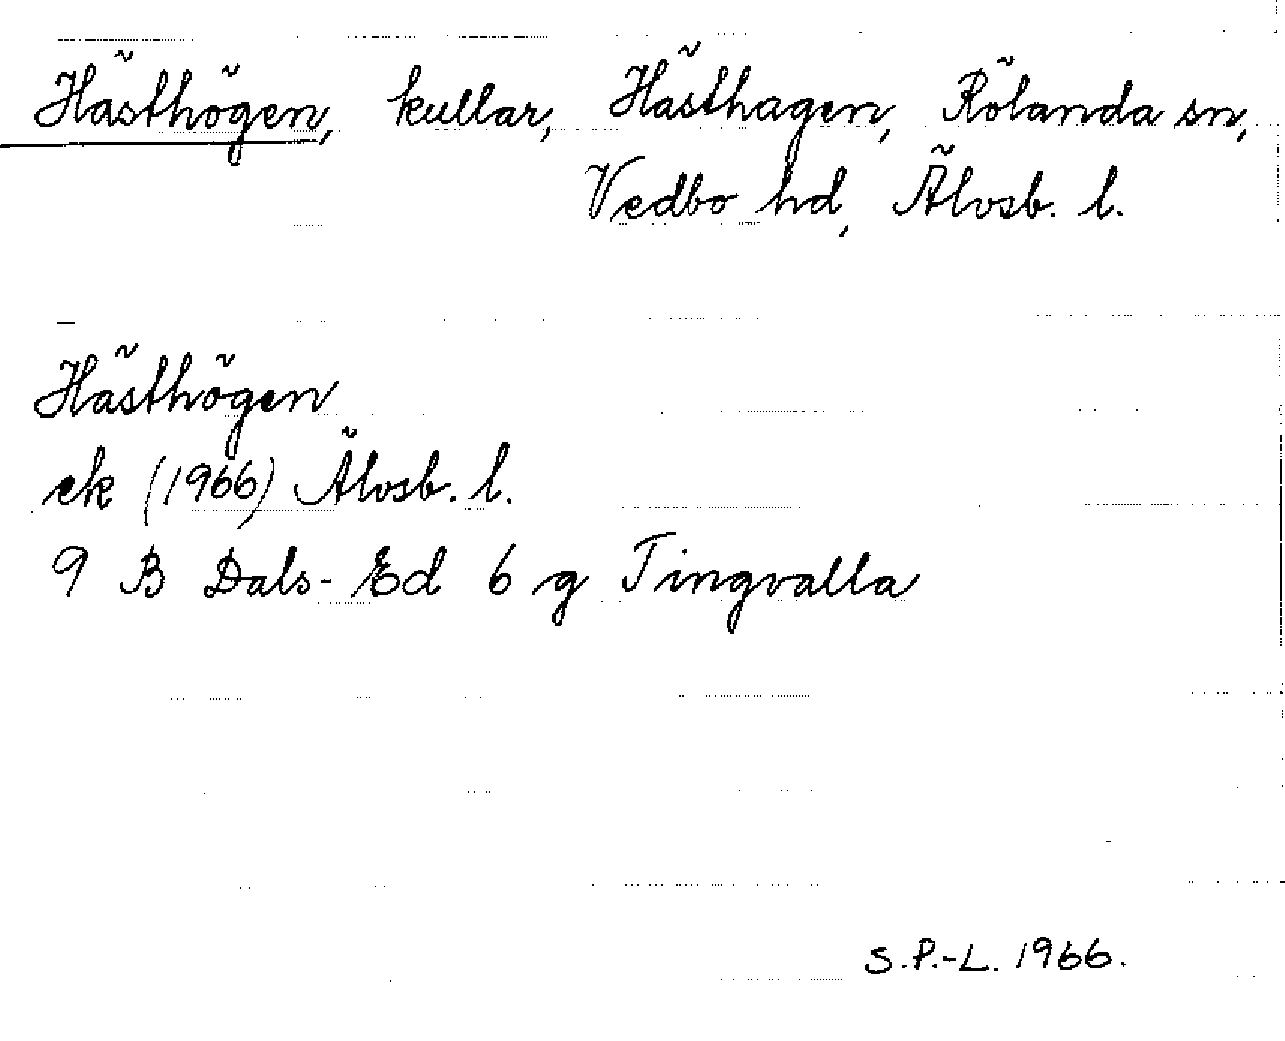 Hästhögen, kullar, Hästhagen, Rölanda sn,
Vedbo hd, Älvsb. l.
Hästhögen
ek (1966) Älvsb. l.
9 B Dals-Ed 6 g Tingvalla
S.P.-L. 1966.